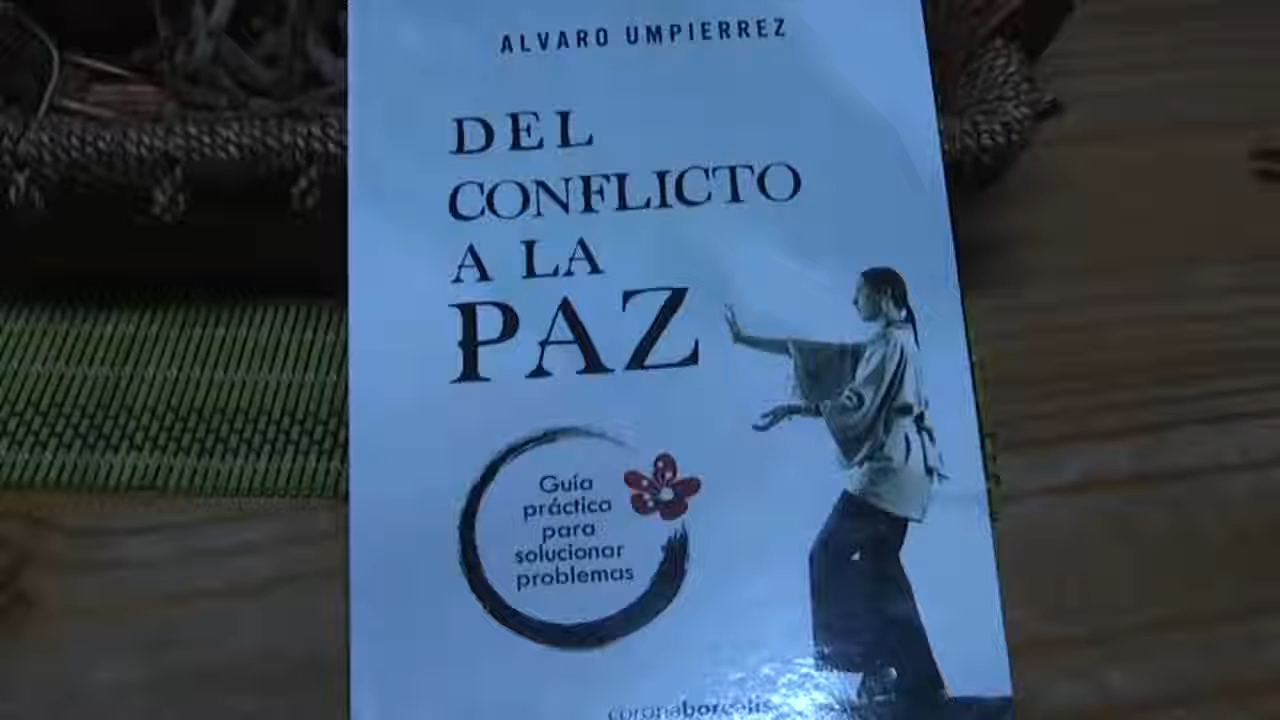 ALVARO UMPIERREZ
DEL
CONFLICTO
A LA
PAZ
Guía
práctica
para
solucionar
problemas
coronaborealis